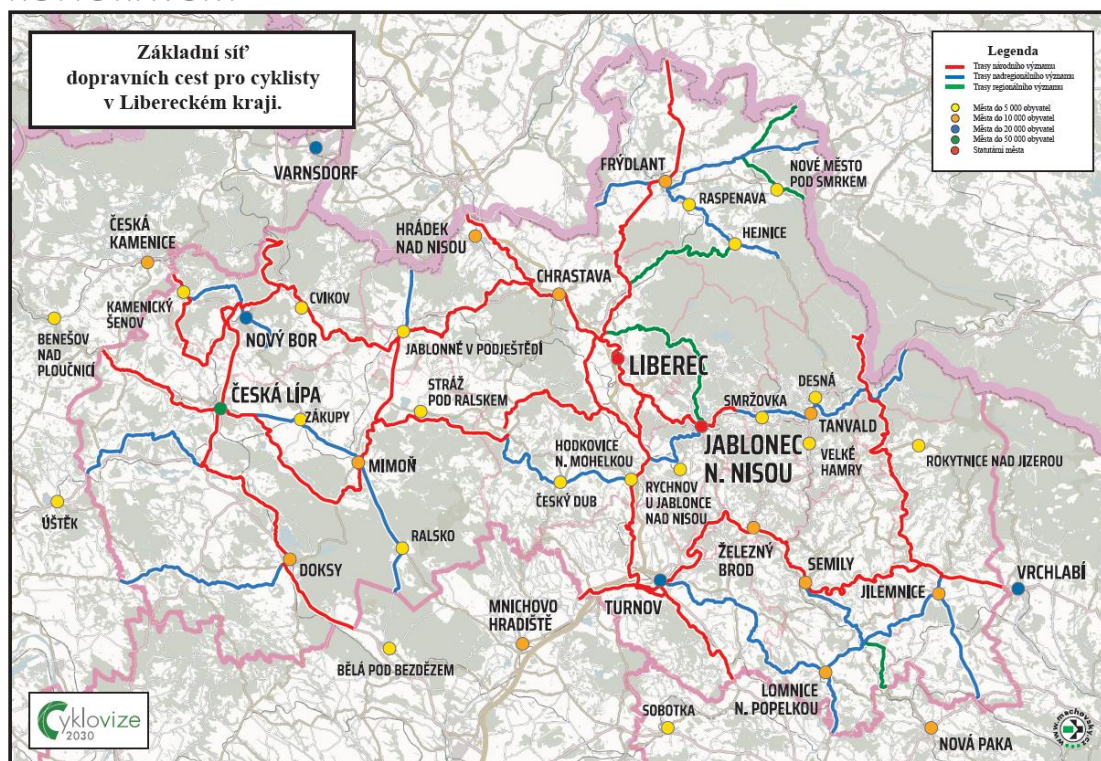 Základní síť
dopravních cest pro cyklisty
v Libereckém kraji.
Legenda
Trasy národního významu
Trasy nadregionálního významu
Trasy regionálního významu
Města do 5 000 obyvatel
Města do 10 000 obyvatel
Města do 20 000 obyvatel
Města do 50 000 obyvatel
Statutární města
VARNSDORF
FRÝDLANT
NOVÉ MĚSTO
POD SMRKEM
RASPENAVA
HEJNICE
ČESKÁ
KAMENICE
HRÁDEK
NAD NISOU
CHRASTAVA
KAMENICKÝ
ŠENOV
CVIKOV
BENEŠOV
NAD
PLOUČNICÍ
NOVÝ BOR
JABLONNÉ V PODJEŠTĚDÍ
LIBEREC
STRÁŽ
POD RALSKEM
ČESKÁ LÍPA
ZÁKUPY
DESNÁ
SMRŽOVKA
TANVALD
JABLONEC
N. NISOU
VELKÉ
HAMRY
ROKYTNICE NAD JIZEROU
HODKOVICE
N. MOHELKOU
MIMOŇ
ČESKÝ DUB
RYCHNOV
U JABLONCE
NAD NISOU
ÚŠTĚK
RALSKO
DOKSY
ŽELEZNÝ
BROD
SEMILY
VRCHLABÍ
JILEMNICE
TURNOV
MNICHOVO
HRADIŠTĚ
BĚLÁ POD BEZDĚZEM
LOMNICE
N. POPELKOU
SOBOTKA
NOVÁ PAKA
Cyklovize
2030
www.machovsky.cz